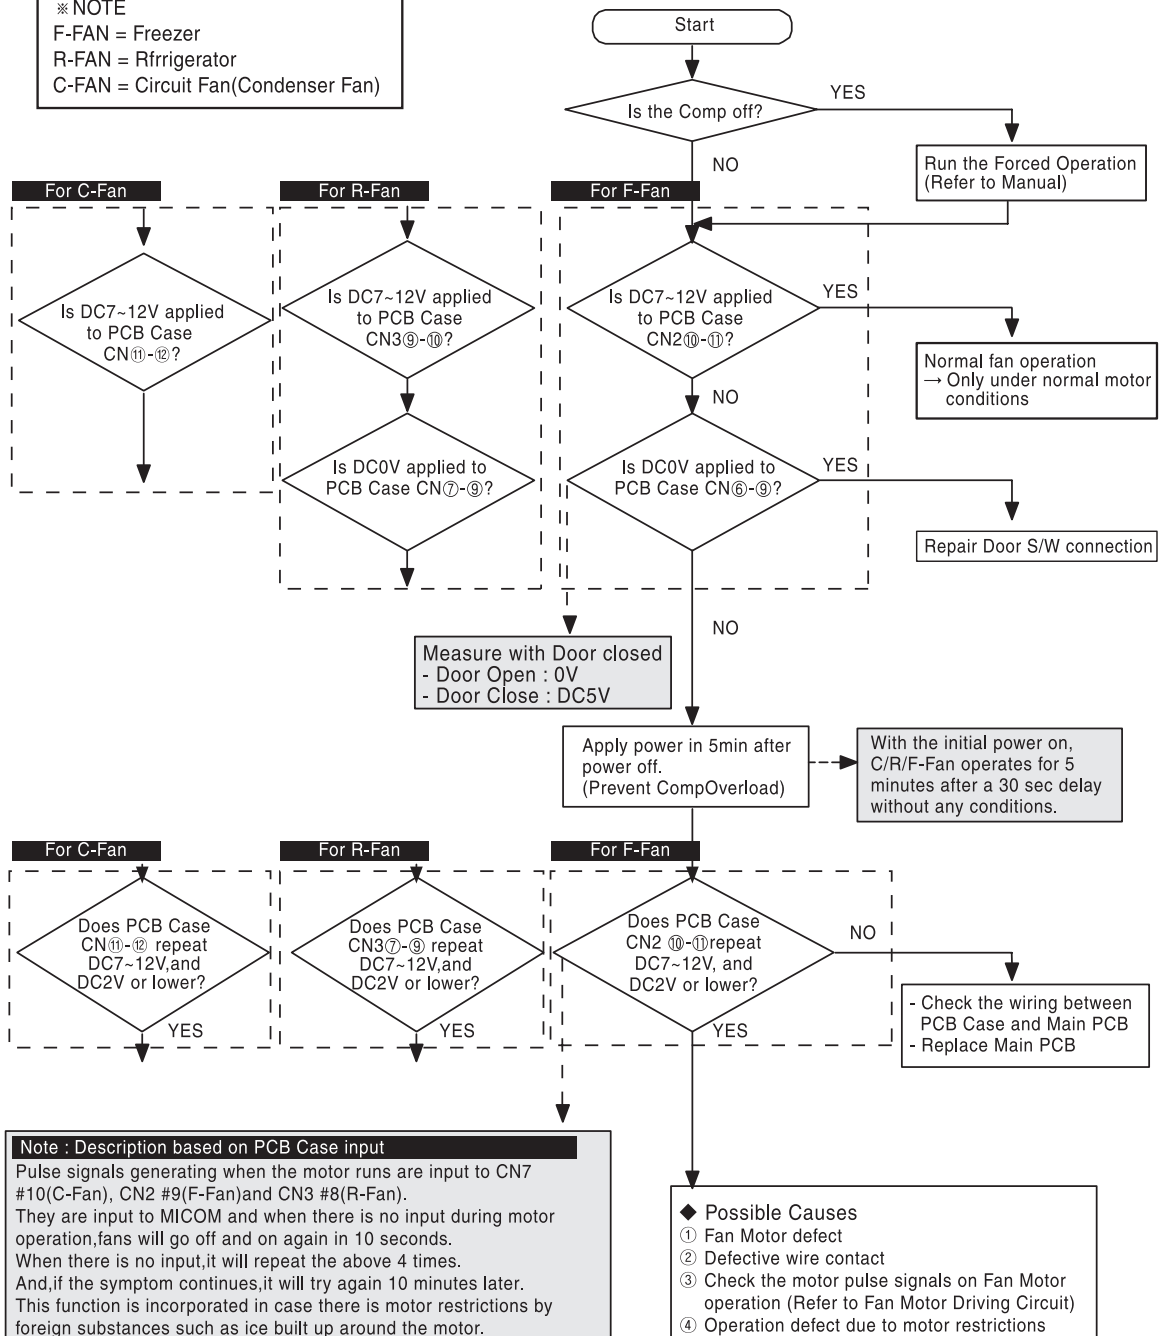 ※ NOTE
F-FAN = Freezer
R-FAN = Rfrrigerator
C-FAN = Circuit Fan(Condenser Fan)
Start
Is the Comp off?
YES
NO
Run the Forced Operation
(Refer to Manual)
For C-Fan
For R-Fan
For F-Fan
Is DC7~12V applied
to PCB Case
CN⑪-⑫?
Is DC7~12V applied
to PCB Case
CN3⑨-⑩?
Is DC7~12V applied
to PCB Case
CN2⑩-⑪?
YES
NO
Normal fan operation
→ Only under normal motor
conditions
Is DC0V applied to
PCB Case CN⑦-⑨?
Is DC0V applied to
PCB Case CN⑥-⑨?
YES
Repair Door S/W connection
NO
Measure with Door closed
- Door Open : 0V
- Door Close : DC5V
Apply power in 5min after
power off.
(Prevent CompOverload)
With the initial power on,
C/R/F-Fan operates for 5
minutes after a 30 sec delay
without any conditions.
For C-Fan
For R-Fan
For F-Fan
Does PCB Case
CN⑪-⑫ repeat
DC7~12V,and
DC2V or lower?
YES
Does PCB Case
CN3⑦-⑨ repeat
DC7~12V,and
DC2V or lower?
YES
Does PCB Case
CN2 ⑩-⑪repeat
DC7~12V, and
DC2V or lower?
YES
NO
- Check the wiring between
PCB Case and Main PCB
- Replace Main PCB
Note : Description based on PCB Case input
Pulse signals generating when the motor runs are input to CN7
#10(C-Fan), CN2 #9(F-Fan)and CN3 #8(R-Fan).
They are input to MICOM and when there is no input during motor
operation,fans will go off and on again in 10 seconds.
When there is no input,it will repeat the above 4 times.
And,if the symptom continues,it will try again 10 minutes later.
This function is incorporated in case there is motor restrictions by
foreign substances such as ice built up around the motor.
◆ Possible Causes
① Fan Motor defect
② Defective wire contact
③ Check the motor pulse signals on Fan Motor
operation (Refer to Fan Motor Driving Circuit)
④ Operation defect due to motor restrictions